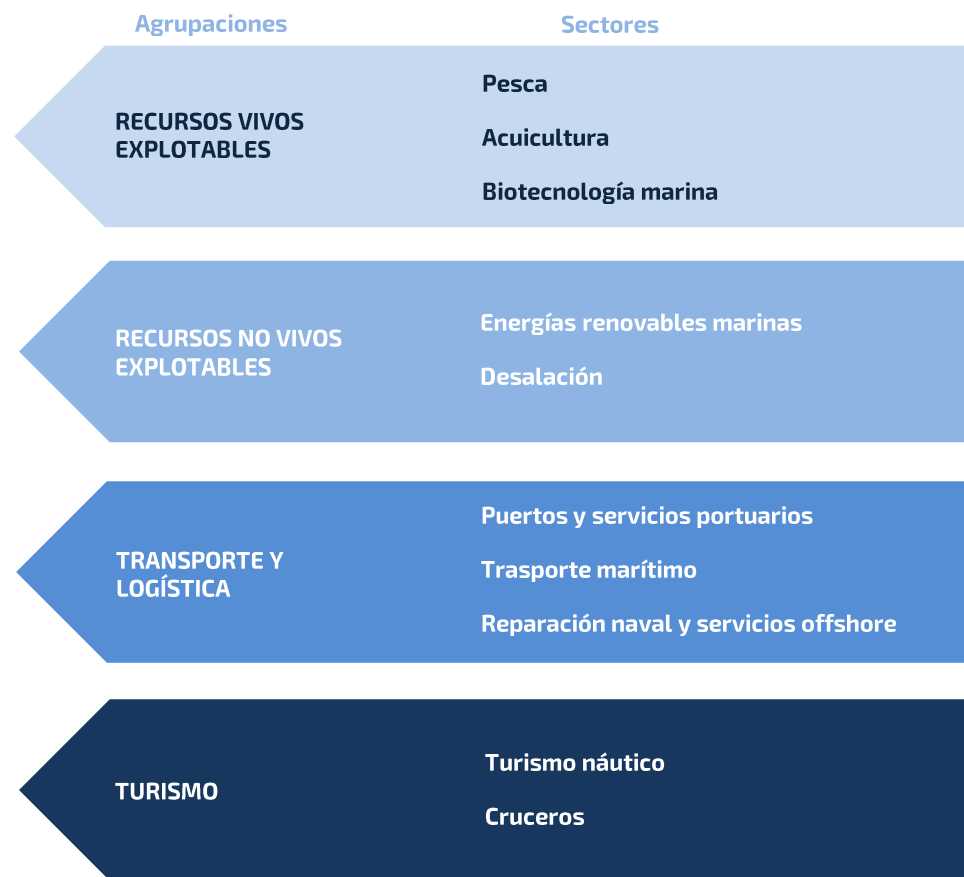 Agrupaciones
Sectores
RECURSOS VIVOS
EXPLOTABLES
Pesca
Acuicultura
Biotecnología marina
RECURSOS NO VIVOS
EXPLOTABLES
Energías renovables marinas
Desalación
TRANSPORTE Y
LOGÍSTICA
Puertos y servicios portuarios
Trasporte marítimo
Reparación naval y servicios offshore
TURISMO
Turismo náutico
Cruceros